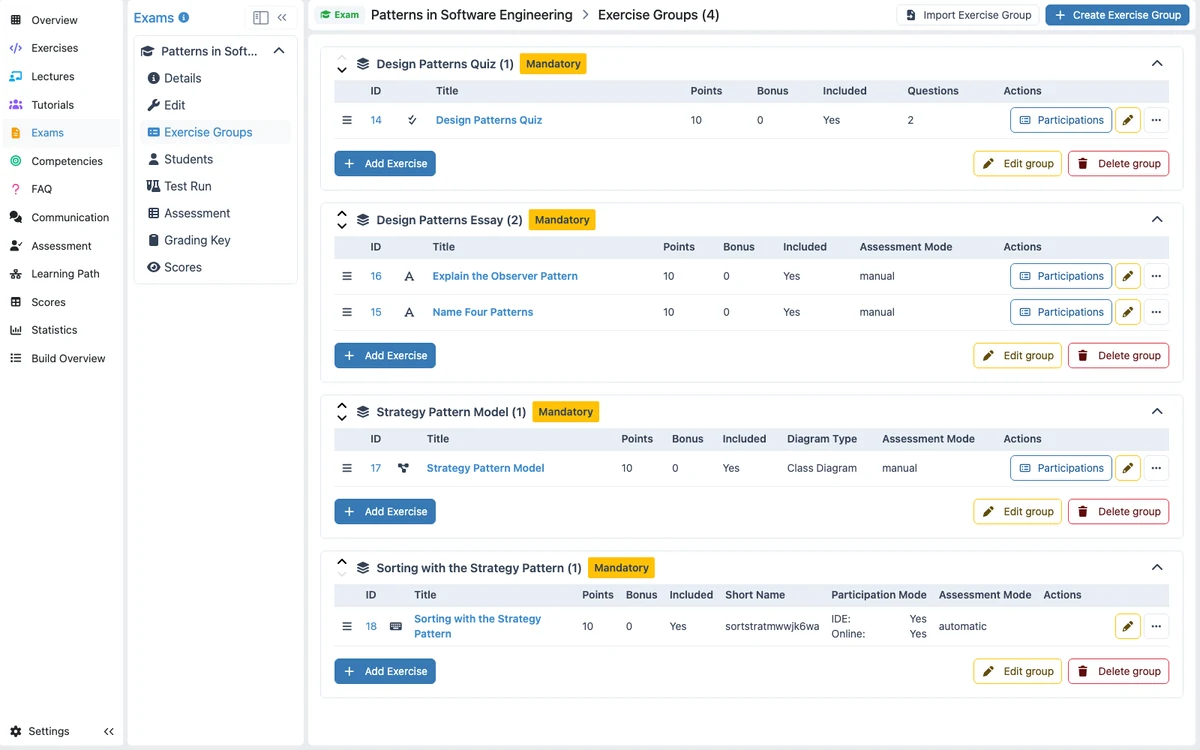 Overview
Exercises
Lectures
Tutorials
Exams
Competencies
FAQ
Communication
Assessment
Learning Path
Scores
Statistics
Build Overview
Settings
Exams
Patterns in Soft...
Details
Edit
Exercise Groups
Students
Test Run
Assessment
Grading Key
Scores
Exam Patterns in Software Engineering > Exercise Groups (4)
Import Exercise Group
Create Exercise Group
Design Patterns Quiz (1) Mandatory
ID Title Points Bonus Included Questions Actions
14 Design Patterns Quiz 10 0 Yes 2 Participations
Add Exercise Edit group Delete group
Design Patterns Essay (2) Mandatory
ID Title Points Bonus Included Assessment Mode Actions
16 Explain the Observer Pattern 10 0 Yes manual Participations
15 Name Four Patterns 10 0 Yes manual Participations
Add Exercise Edit group Delete group
Strategy Pattern Model (1) Mandatory
ID Title Points Bonus Included Diagram Type Assessment Mode Actions
17 Strategy Pattern Model 10 0 Yes Class Diagram manual Participations
Add Exercise Edit group Delete group
Sorting with the Strategy Pattern (1) Mandatory
ID Title Points Bonus Included Short Name Participation Mode Assessment Mode Actions
18 Sorting with the Strategy Pattern 10 0 Yes sortstratmwwjk6wa IDE: Yes Online: Yes automatic
Add Exercise Edit group Delete group